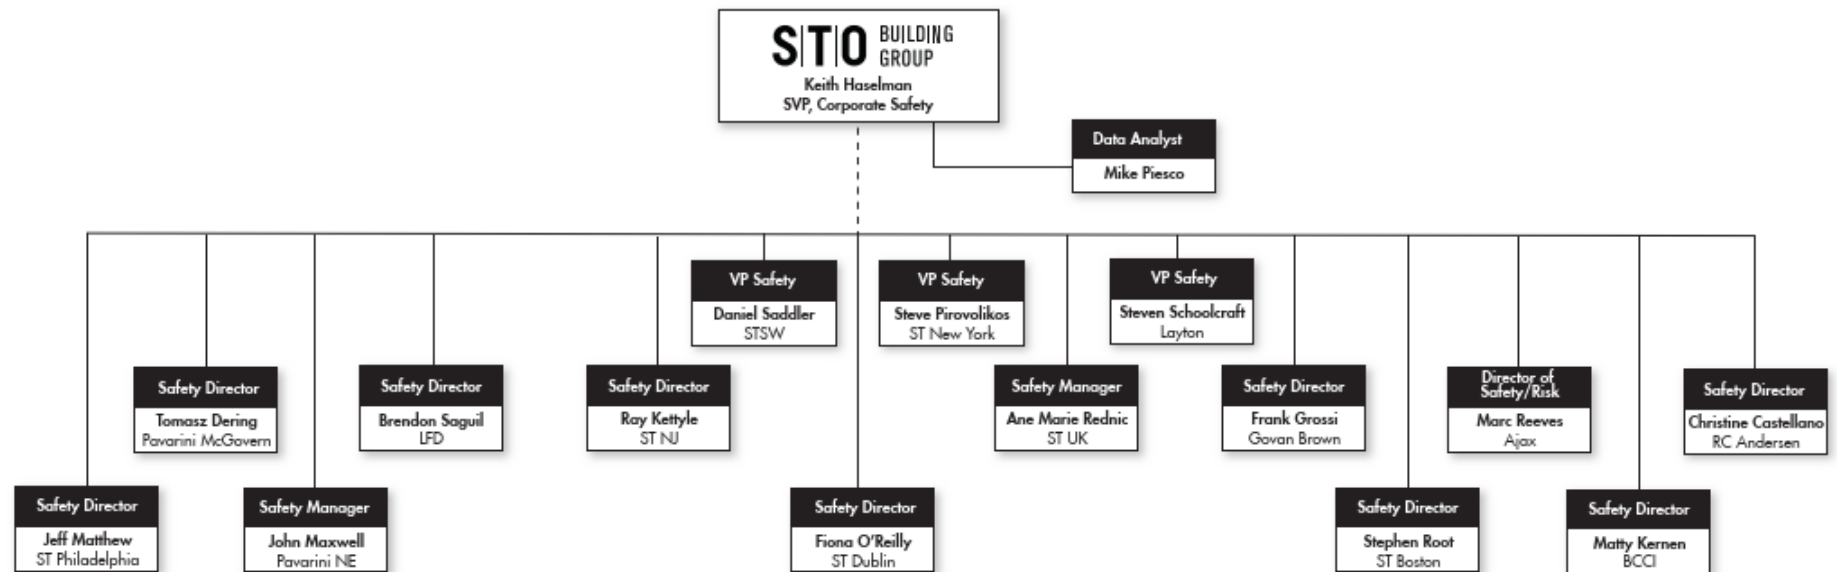 S|T|O BUILDING
GROUP
Keith Haselman
SVP, Corporate Safety
Data Analyst
Mike Piesco
VP Safety
Daniel Saddler
STSW
VP Safety
Steve Pirovolikos
ST New York
VP Safety
Steven Schoolcraft
Layton
Safety Director
Tomasz Dering
Pavarini McGovern
Safety Director
Brendon Saguil
LFD
Safety Director
Ray Kettyle
ST NJ
Safety Manager
Ane Marie Rednic
ST UK
Safety Director
Frank Grossi
Govan Brown
Director of
Safety/Risk
Marc Reeves
Ajax
Safety Director
Christine Castellano
RC Andersen
Safety Director
Jeff Matthew
ST Philadelphia
Safety Manager
John Maxwell
Pavarini NE
Safety Director
Fiona O'Reilly
ST Dublin
Safety Director
Stephen Root
ST Boston
Safety Director
Matty Kernen
BCCI